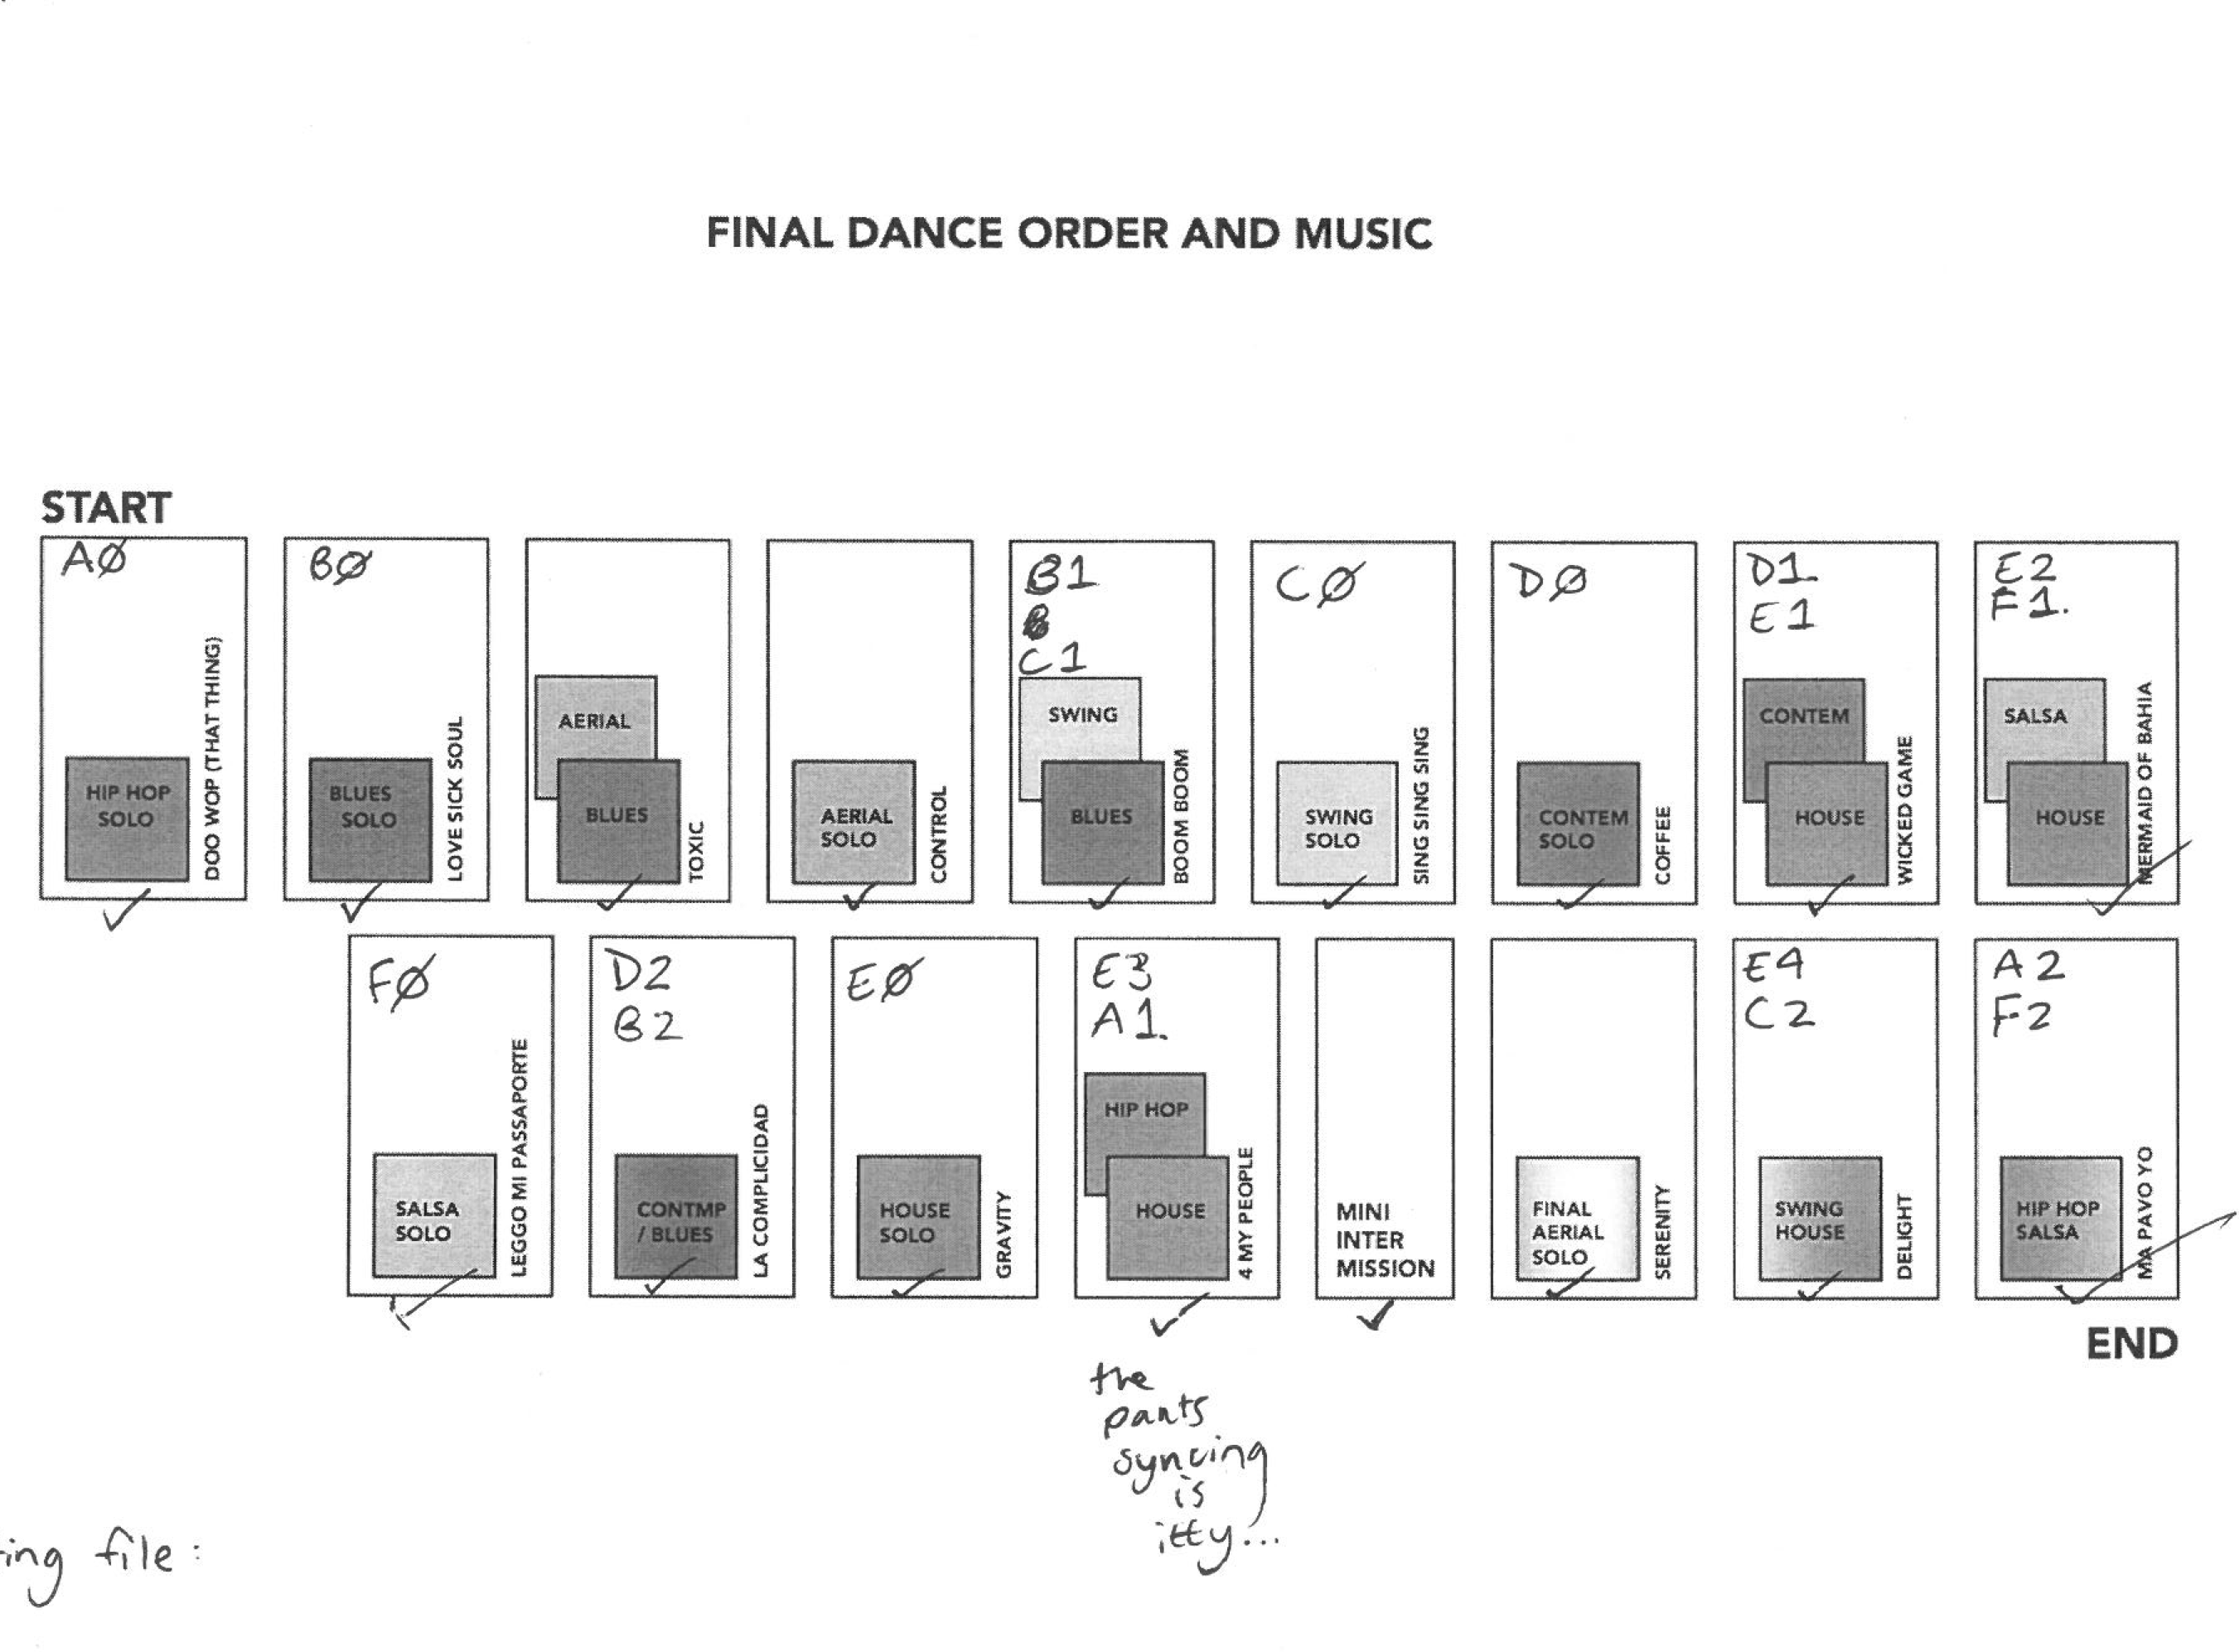 FINAL DANCE ORDER AND MUSIC
START
AØ
HIP HOP
SOLO
DOO WOP (THAT THING)
BØ
BLUES
SOLO
LOVE SICK SOUL
AERIAL
BLUES
TOXIC
AERIAL
SOLO
CONTROL
B1
B
C1
SWING
BLUES
BOOM BOOM
CØ
SWING
SOLO
SING SING SING
DØ
CONTEM
SOLO
COFFEE
D1
E1
CONTEM
HOUSE
WICKED GAME
E2
F1.
SALSA
HOUSE
MERMAID OF BAHIA
FØ
SALSA
SOLO
LEGGO MI PASSAPORTE
D2
B2
CONTMP
/ BLUES
LA COMPLICIDAD
EØ
HOUSE
SOLO
GRAVITY
E3
A1.
HIP HOP
HOUSE
4 MY PEOPLE
MINI
INTER
MISSION
FINAL
AERIAL
SOLO
SERENITY
E4
C2
SWING
HOUSE
DELIGHT
A2
F2
HIP HOP
SALSA
MA PAVO YO
END
the
pants
syncing
is
itty...
ing file: